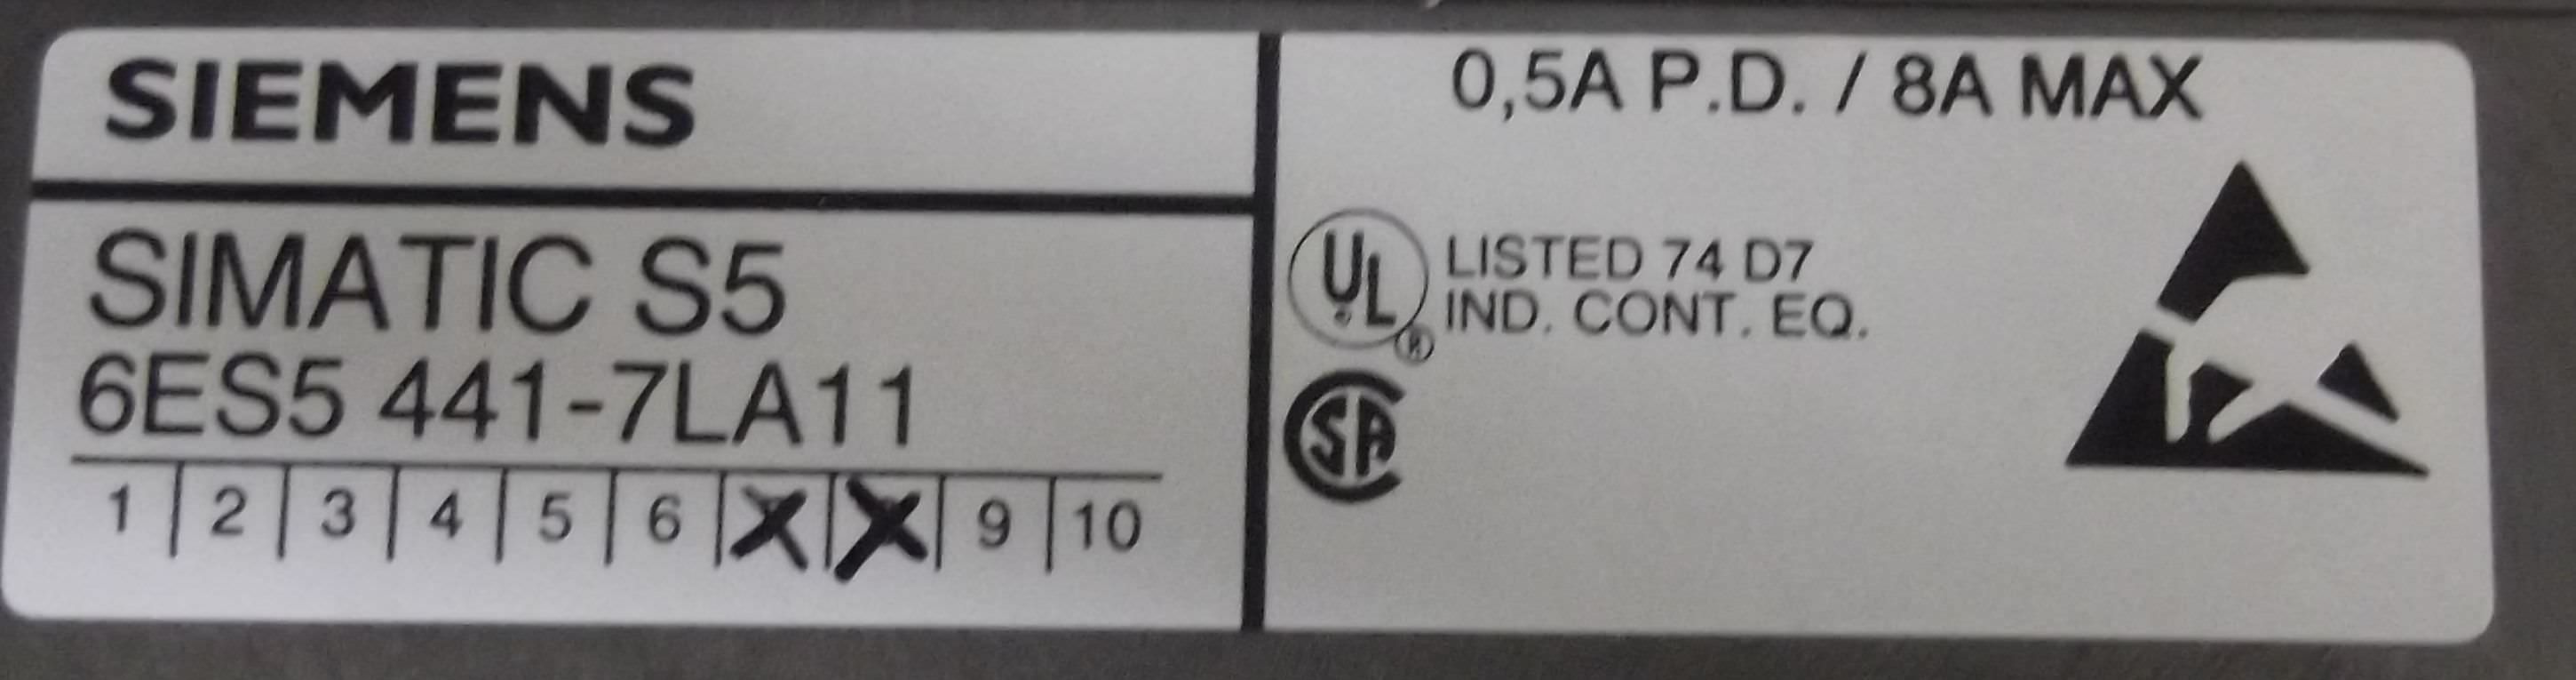 SIEMENS
SIMATIC S5
6ES5 441-7LA11
1 2 3 4 5 6 X X 9 10
0,5A P.D. / 8A MAX
UL ® LISTED 74 D7
IND. CONT. EQ.
CSA